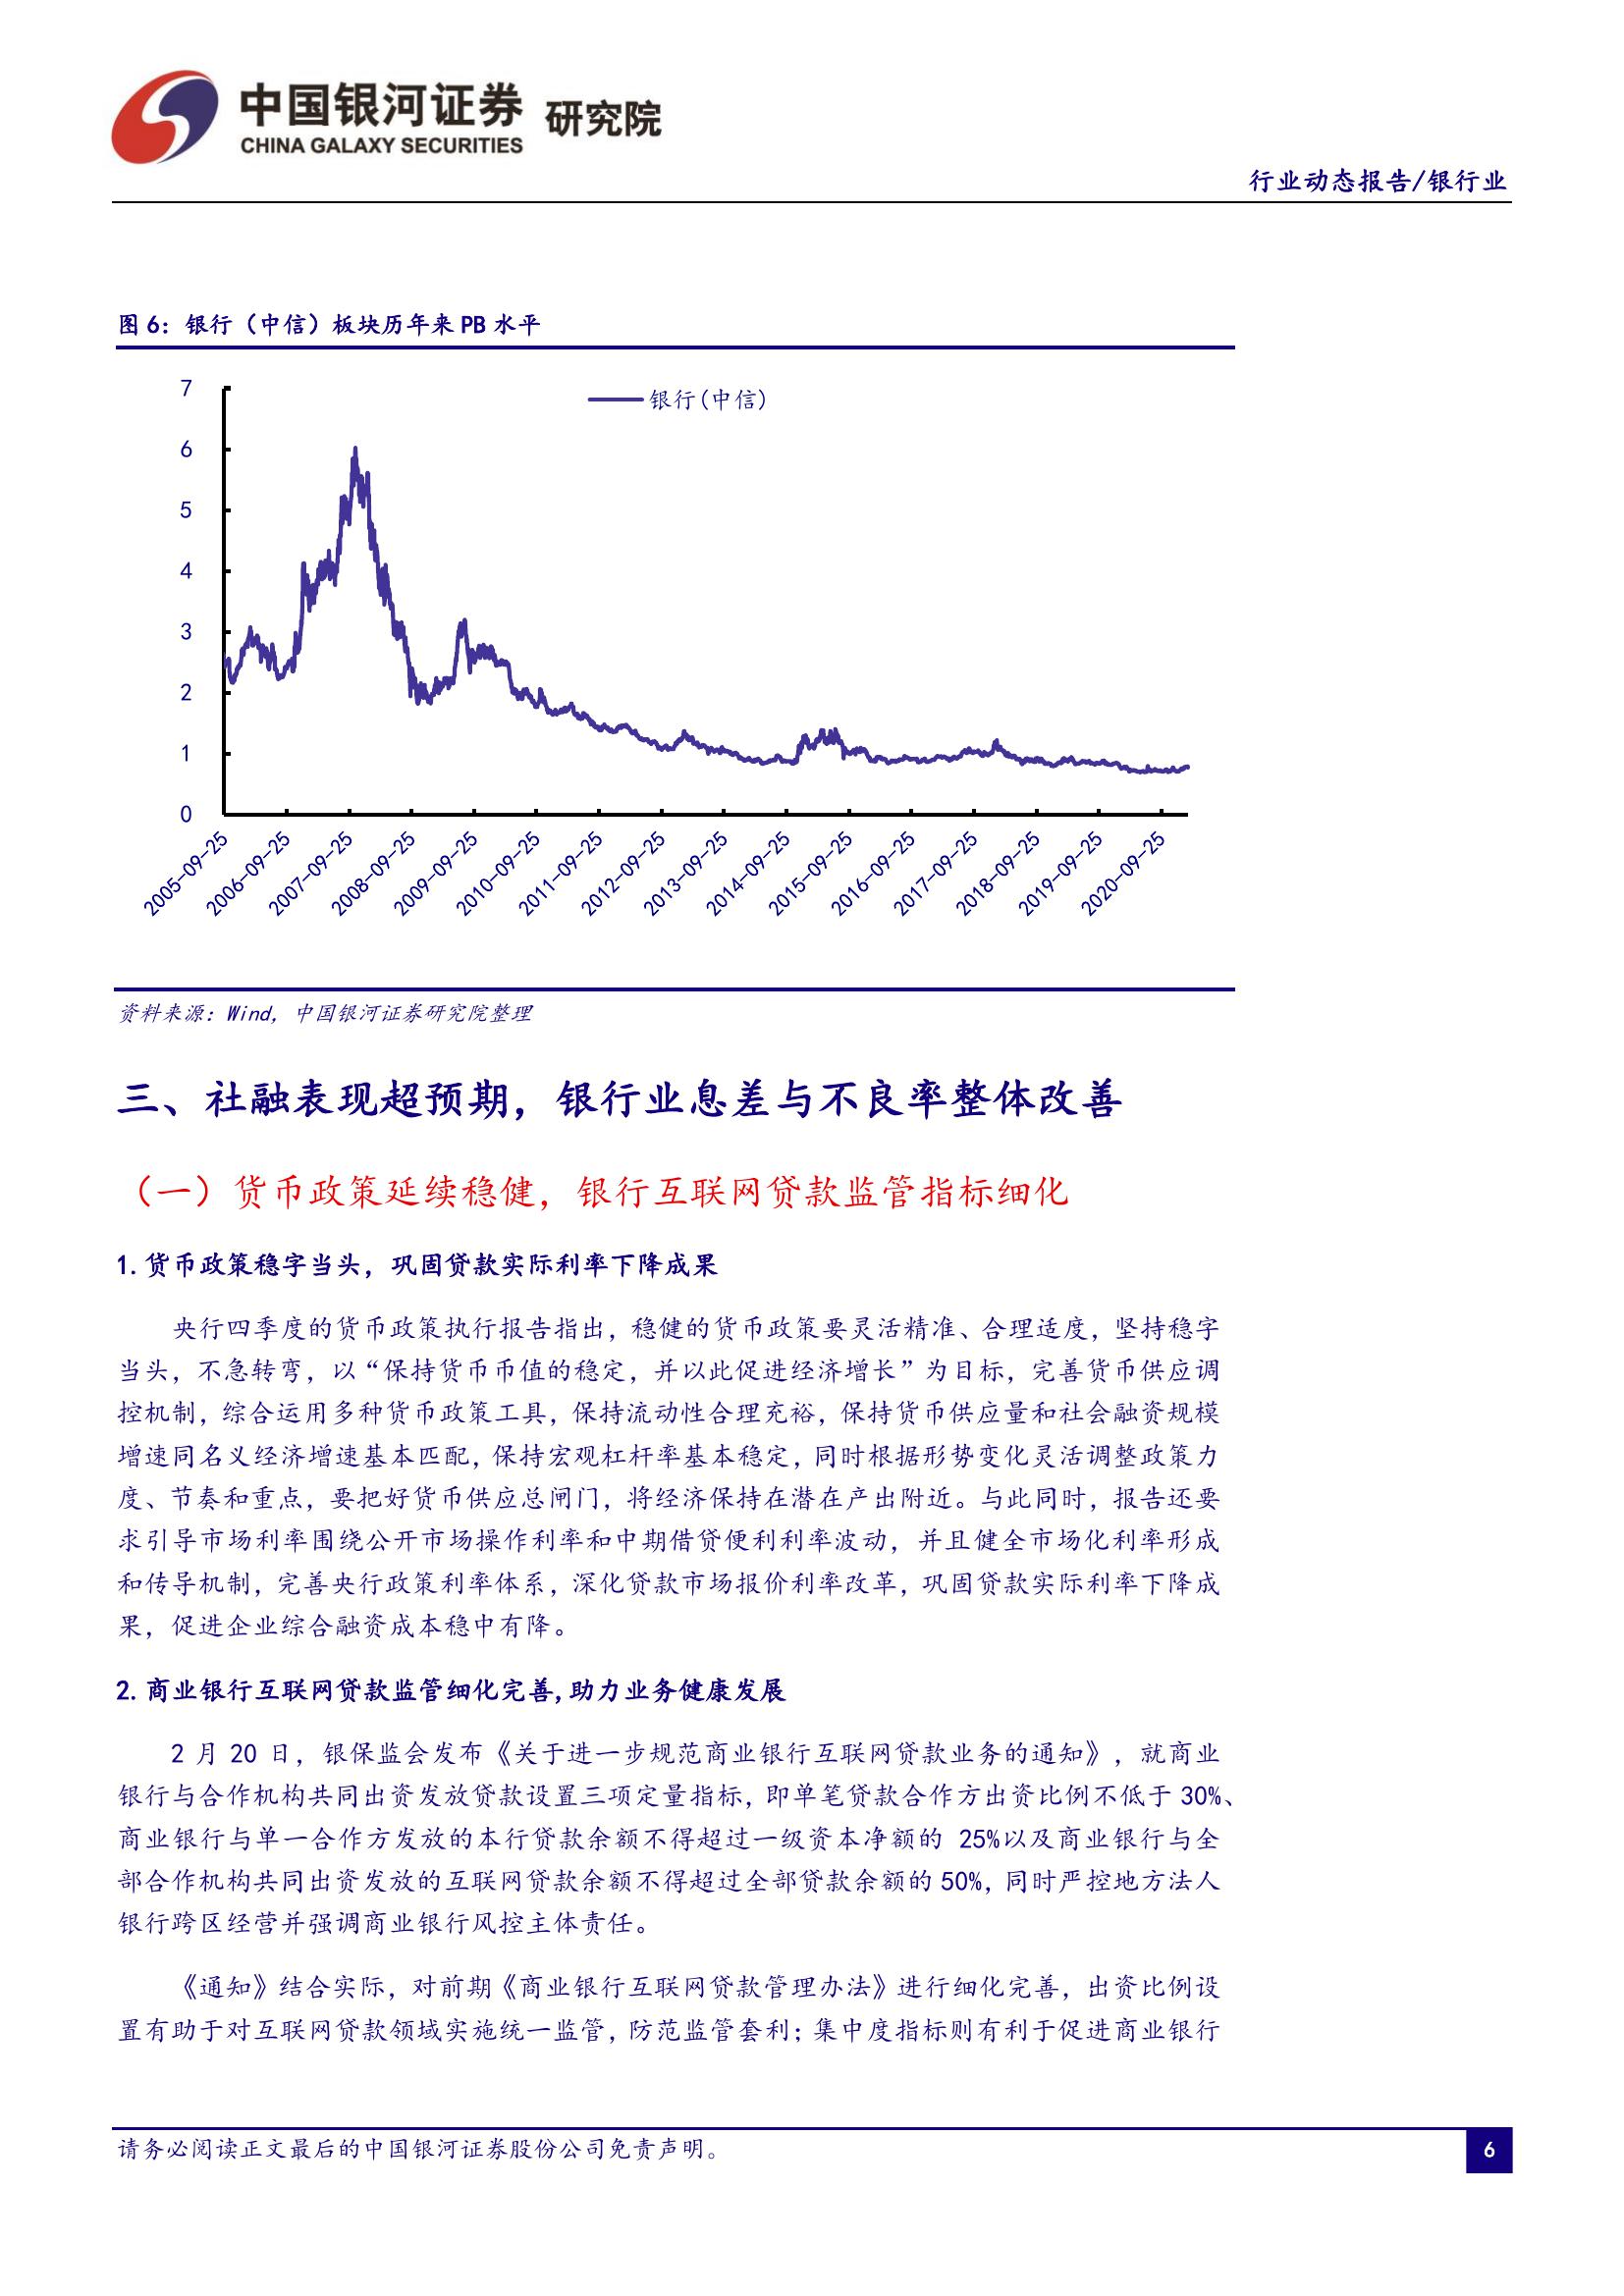 中国银河证券 研究院
CHINA GALAXY SECURITIES
行业动态报告/银行业
图 6：银行（中信）板块历年来 PB 水平
银行(中信)
7
6
5
4
3
2
1
0
2005-09-25
2006-09-25
2007-09-25
2008-09-25
2009-09-25
2010-09-25
2011-09-25
2012-09-25
2013-09-25
2014-09-25
2015-09-25
2016-09-25
2017-09-25
2018-09-25
2019-09-25
2020-09-25
资料来源：Wind，中国银河证券研究院整理
三、社融表现超预期，银行业息差与不良率整体改善
（一）货币政策延续稳健，银行互联网贷款监管指标细化
1.货币政策稳字当头，巩固贷款实际利率下降成果
央行四季度的货币政策执行报告指出，稳健的货币政策要灵活精准、合理适度，坚持稳字
当头，不急转弯，以“保持货币币值的稳定，并以此促进经济增长”为目标，完善货币供应调
控机制，综合运用多种货币政策工具，保持流动性合理充裕，保持货币供应量和社会融资规模
增速同名义经济增速基本匹配，保持宏观杠杆率基本稳定，同时根据形势变化灵活调整政策力
度、节奏和重点，要把好货币供应总闸门，将经济保持在潜在产出附近。与此同时，报告还要
求引导市场利率围绕公开市场操作利率和中期借贷便利利率波动，并且健全市场化利率形成
和传导机制，完善央行政策利率体系，深化贷款市场报价利率改革，巩固贷款实际利率下降成
果，促进企业综合融资成本稳中有降。
2.商业银行互联网贷款监管细化完善,助力业务健康发展
2 月 20 日，银保监会发布《关于进一步规范商业银行互联网贷款业务的通知》，就商业
银行与合作机构共同出资发放贷款设置三项定量指标，即单笔贷款合作方出资比例不低于 30%、
商业银行与单一合作方发放的本行贷款余额不得超过一级资本净额的 25%以及商业银行与全
部合作机构共同出资发放的互联网贷款余额不得超过全部贷款余额的 50%，同时严控地方法人
银行跨区经营并强调商业银行风控主体责任。
《通知》结合实际，对前期《商业银行互联网贷款管理办法》进行细化完善，出资比例设
置有助于对互联网贷款领域实施统一监管，防范监管套利；集中度指标则有利于促进商业银行
请务必阅读正文最后的中国银河证券股份公司免责声明。
6